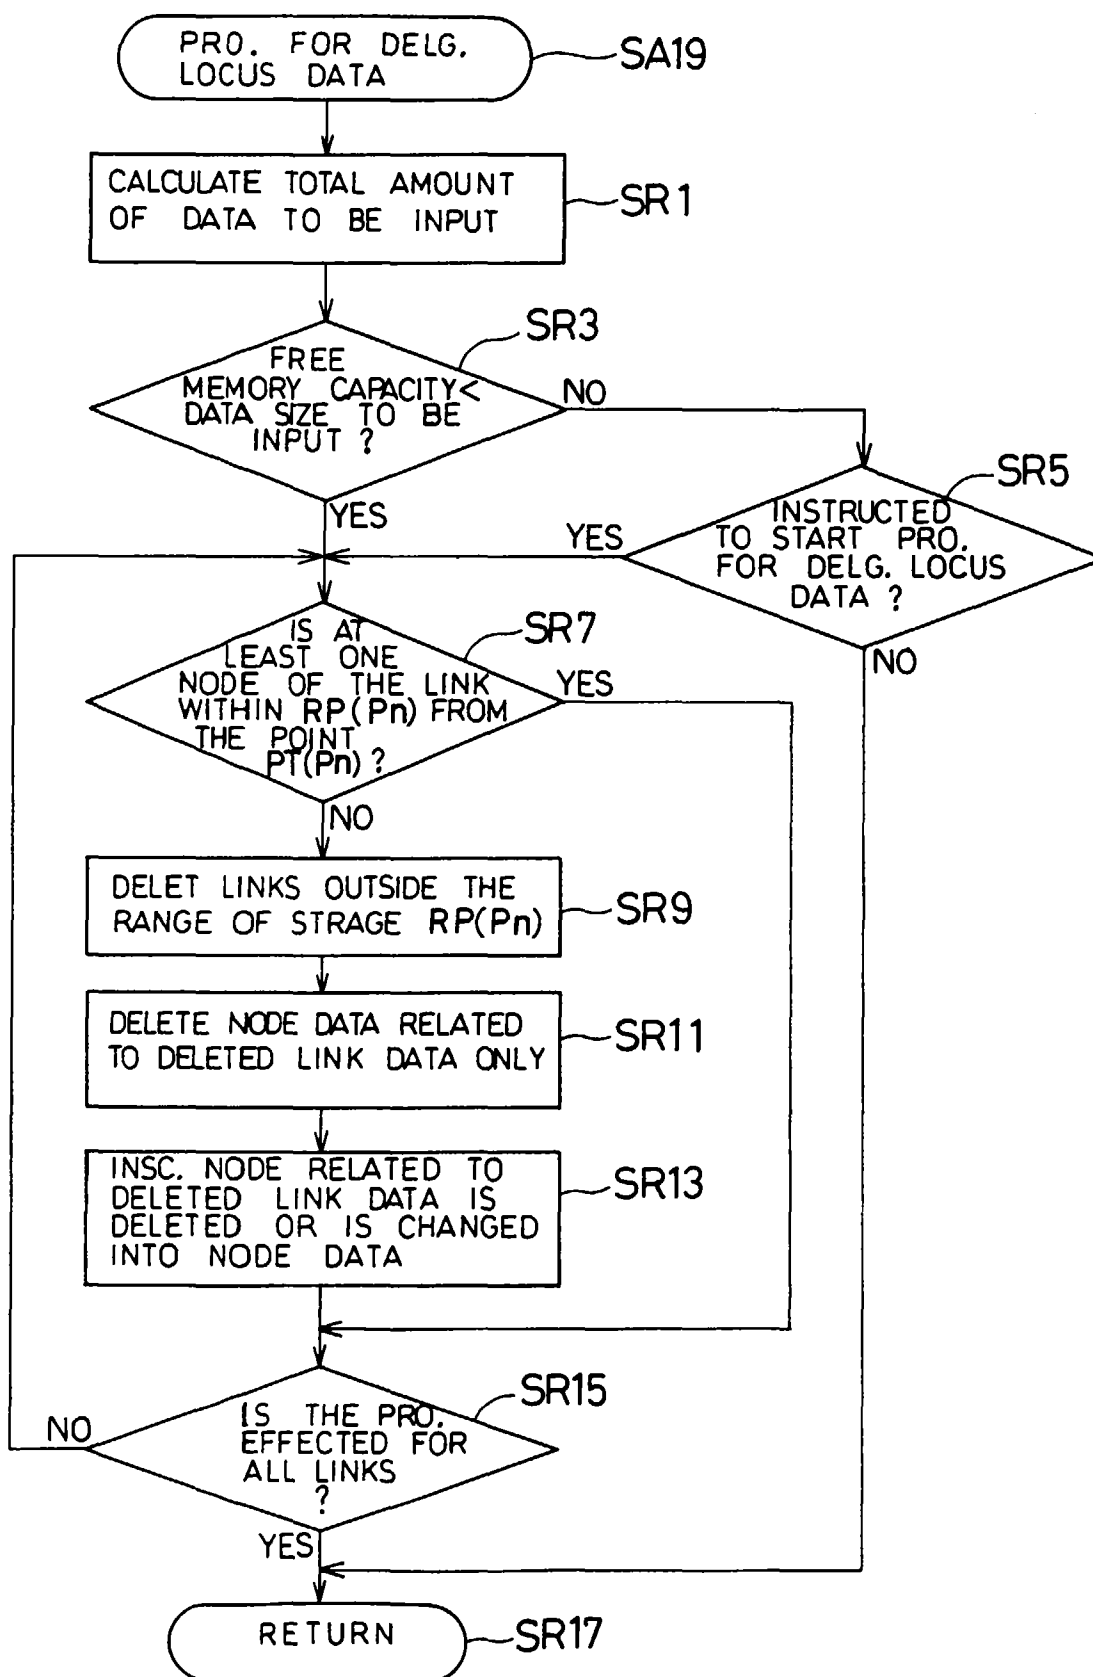 PRO. FOR DELG.
LOCUS DATA
SA19
CALCULATE TOTAL AMOUNT
OF DATA TO BE INPUT
SR1
SR3
FREE
MEMORY CAPACITY<
DATA SIZE TO BE
INPUT ?
NO
YES
SR5
INSTRUCTED
TO START PRO.
FOR DELG. LOCUS
DATA ?
YES
NO
SR7
IS AT
LEAST ONE
NODE OF THE LINK
WITHIN RP(Pn) FROM
THE POINT
PT(Pn) ?
YES
NO
DELET LINKS OUTSIDE THE
RANGE OF STRAGE RP(Pn)
SR9
DELETE NODE DATA RELATED
TO DELETED LINK DATA ONLY
SR11
INSC. NODE RELATED TO
DELETED LINK DATA IS
DELETED OR IS CHANGED
INTO NODE DATA
SR13
SR15
IS THE PRO.
EFFECTED FOR
ALL LINKS
?
NO
YES
RETURN
SR17